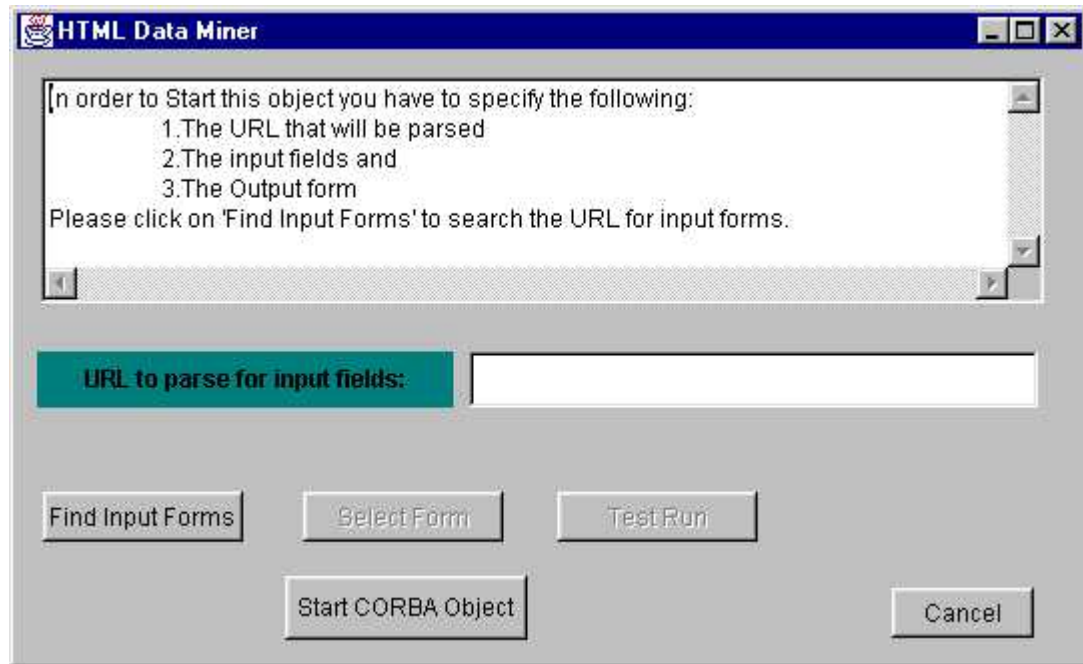 HTML Data Miner
In order to Start this object you have to specify the following:
1.The URL that will be parsed
2.The input fields and
3.The Output form
Please click on 'Find Input Forms' to search the URL for input forms.
URL to parse for input fields:
Find Input Forms
Select Form
Test Run
Start CORBA Object
Cancel